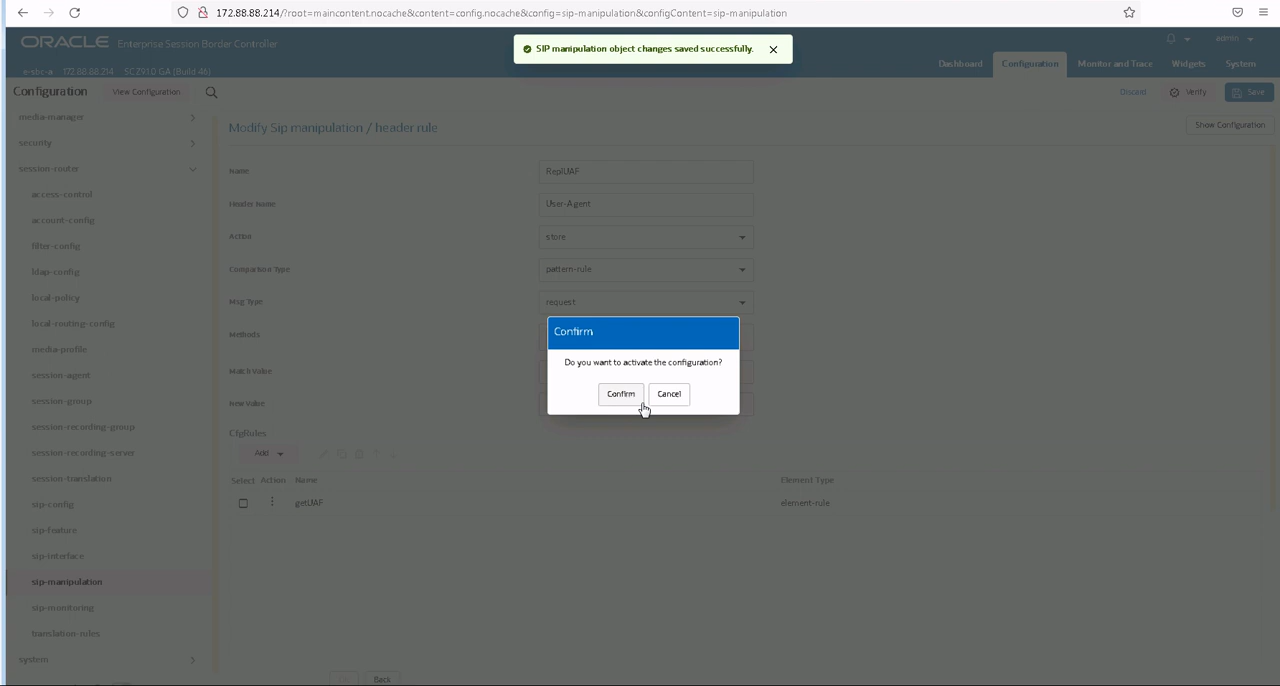 172.88.88.214/?root=maincontent.nocache&content=config.nocache&config=sip-manipulation&configContent=sip-manipulation
ORACLE Enterprise Session Border Controller
SIP manipulation object changes saved successfully.
admin
e-sbc-a 172.88.88.214 SCZ9.1.0 GA (Build 46)
Dashboard Configuration Monitor and Trace Widgets System
Configuration View Configuration Discard Verify Save
media-manager
security
session-router
access-control
account-config
filter-config
ldap-config
local-policy
local-routing-config
media-profile
session-agent
session-group
session-recording-group
session-recording-server
session-translation
sip-config
sip-feature
sip-interface
sip-manipulation
sip-monitoring
translation-rules
system
Modify Sip manipulation / header rule
Show Configuration
Name ReplUAF
Header Name User-Agent
Action store
Comparison Type pattern-rule
Msg Type request
Methods
Match Value
New Value
CfgRules
Add
Select Action Name Element Type
getUAF element-rule
Confirm
Do you want to activate the configuration?
Confirm Cancel
Back